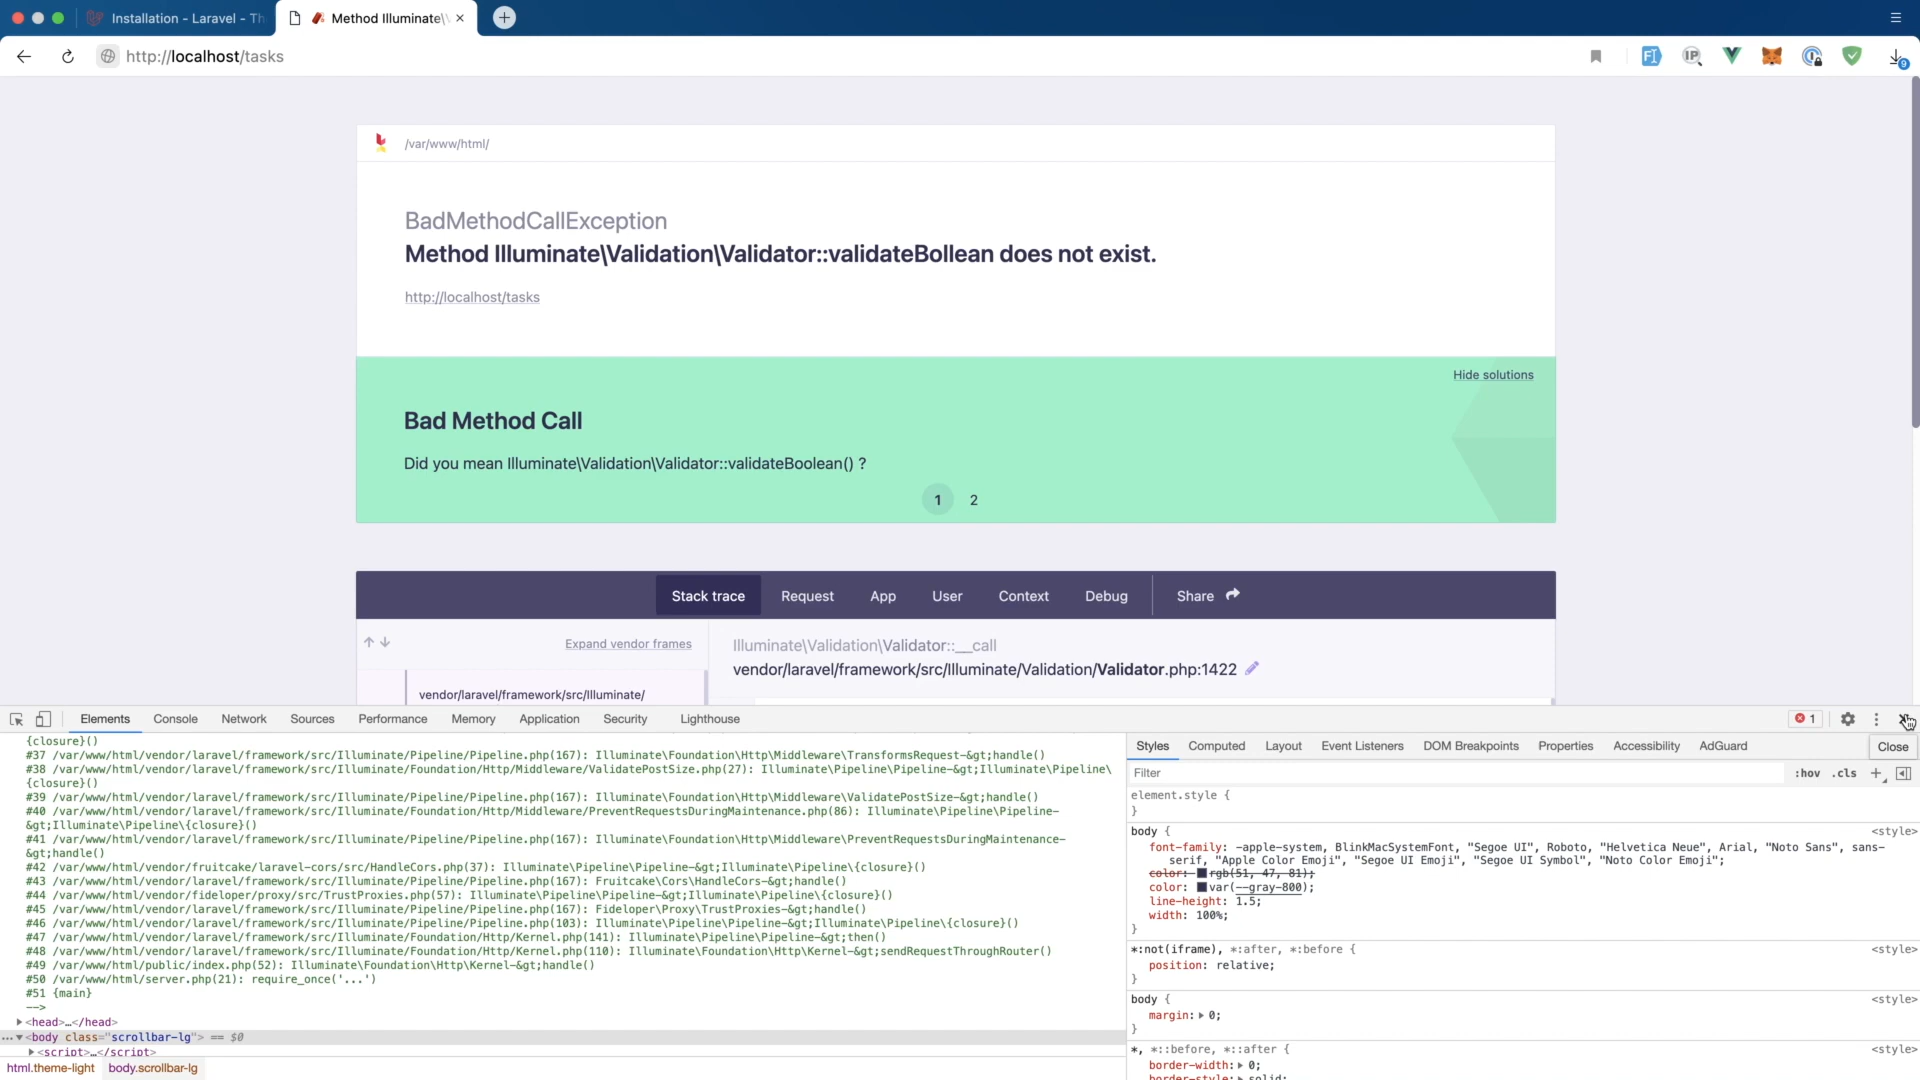 Installation - Laravel - Th
Method Illuminate\V
http://localhost/tasks
9
/var/www/html/
BadMethodCallException
Method Illuminate\Validation\Validator::validateBollean does not exist.
http://localhost/tasks
Hide solutions
Bad Method Call
Did you mean Illuminate\Validation\Validator::validateBoolean() ?
1 2
Stack trace Request App User Context Debug Share
Expand vendor frames
Illuminate\Validation\Validator::__call
vendor/laravel/framework/src/Illuminate/Validation/Validator.php:1422
vendor/laravel/framework/src/Illuminate/
Elements Console Network Sources Performance Memory Application Security Lighthouse
1
Close
{closure}()
#37 /var/www/html/vendor/laravel/framework/src/Illuminate/Pipeline/Pipeline.php(167): Illuminate\Foundation\Http\Middleware\TransformsRequest-&gt;handle()
#38 /var/www/html/vendor/laravel/framework/src/Illuminate/Foundation/Http/Middleware/ValidatePostSize.php(27): Illuminate\Pipeline\Pipeline-&gt;Illuminate\Pipeline\
{closure}()
#39 /var/www/html/vendor/laravel/framework/src/Illuminate/Pipeline/Pipeline.php(167): Illuminate\Foundation\Http\Middleware\ValidatePostSize-&gt;handle()
#40 /var/www/html/vendor/laravel/framework/src/Illuminate/Foundation/Http/Middleware/PreventRequestsDuringMaintenance.php(86): Illuminate\Pipeline\Pipeline-
&gt;Illuminate\Pipeline\{closure}()
#41 /var/www/html/vendor/laravel/framework/src/Illuminate/Pipeline/Pipeline.php(167): Illuminate\Foundation\Http\Middleware\PreventRequestsDuringMaintenance-
&gt;handle()
#42 /var/www/html/vendor/fruitcake/laravel-cors/src/HandleCors.php(37): Illuminate\Pipeline\Pipeline-&gt;Illuminate\Pipeline\{closure}()
#43 /var/www/html/vendor/laravel/framework/src/Illuminate/Pipeline/Pipeline.php(167): Fruitcake\Cors\HandleCors-&gt;handle()
#44 /var/www/html/vendor/fideloper/proxy/src/TrustProxies.php(57): Illuminate\Pipeline\Pipeline-&gt;Illuminate\Pipeline\{closure}()
#45 /var/www/html/vendor/laravel/framework/src/Illuminate/Pipeline/Pipeline.php(167): Fideloper\Proxy\TrustProxies-&gt;handle()
#46 /var/www/html/vendor/laravel/framework/src/Illuminate/Pipeline/Pipeline.php(103): Illuminate\Pipeline\Pipeline-&gt;Illuminate\Pipeline\{closure}()
#47 /var/www/html/vendor/laravel/framework/src/Illuminate/Foundation/Http/Kernel.php(141): Illuminate\Pipeline\Pipeline-&gt;then()
#48 /var/www/html/vendor/laravel/framework/src/Illuminate/Foundation/Http/Kernel.php(110): Illuminate\Foundation\Http\Kernel-&gt;sendRequestThroughRouter()
#49 /var/www/html/public/index.php(52): Illuminate\Foundation\Http\Kernel-&gt;handle()
#50 /var/www/html/server.php(21): require_once('...')
#51 {main}
-->
<head>…</head>
<body class="scrollbar-lg"> == $0
<script>…</script>
html.theme-light body.scrollbar-lg
Styles Computed Layout Event Listeners DOM Breakpoints Properties Accessibility AdGuard
Filter :hov .cls
element.style {
}
body { <style>
font-family: -apple-system, BlinkMacSystemFont, "Segoe UI", Roboto, "Helvetica Neue", Arial, "Noto Sans", sans-
serif, "Apple Color Emoji", "Segoe UI Emoji", "Segoe UI Symbol", "Noto Color Emoji";
color: rgb(51, 47, 81);
color: var(--gray-800);
line-height: 1.5;
width: 100%;
}
*:not(iframe), *:after, *:before { <style>
position: relative;
}
body { <style>
margin: 0;
}
*, *::before, *::after { <style>
border-width: 0;
border-style: solid;